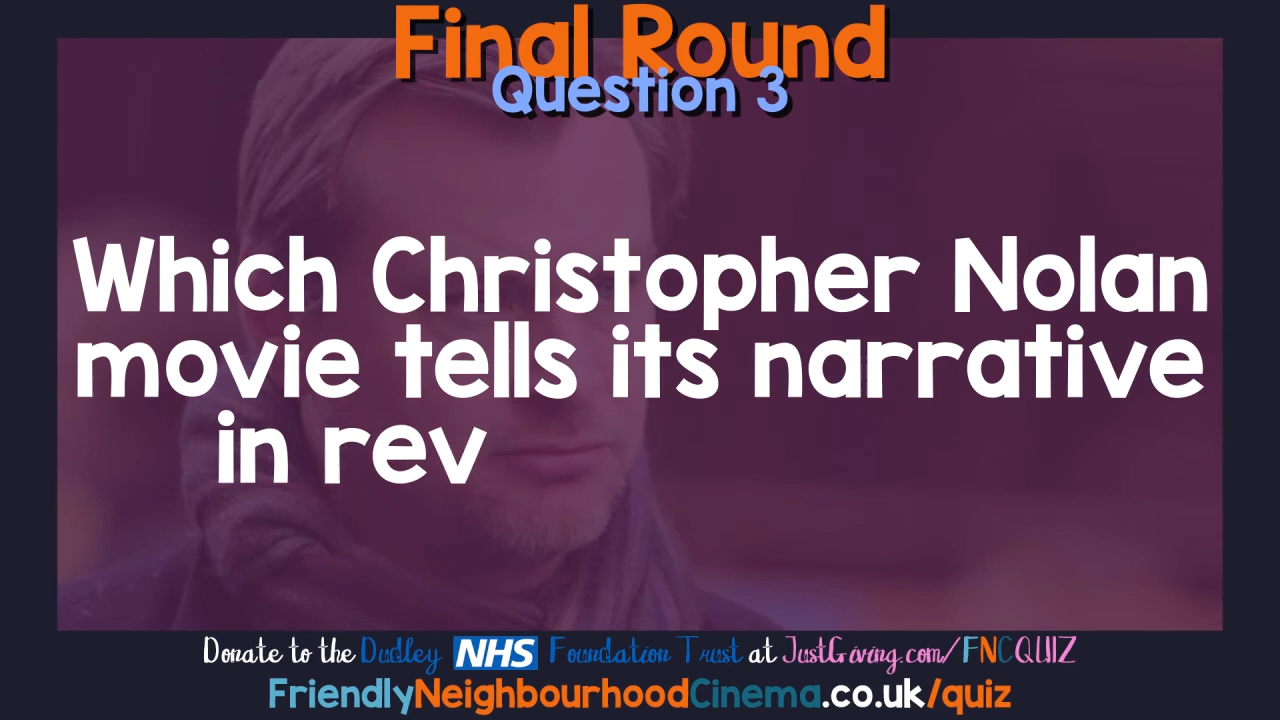 Final Round
Question 3
Which Christopher Nolan
movie tells its narrative
in rev
Donate to the Dudley NHS Foundation Trust at JustGiving.com/FNCQUIZ
FriendlyNeighbourhoodCinema.co.uk/quiz